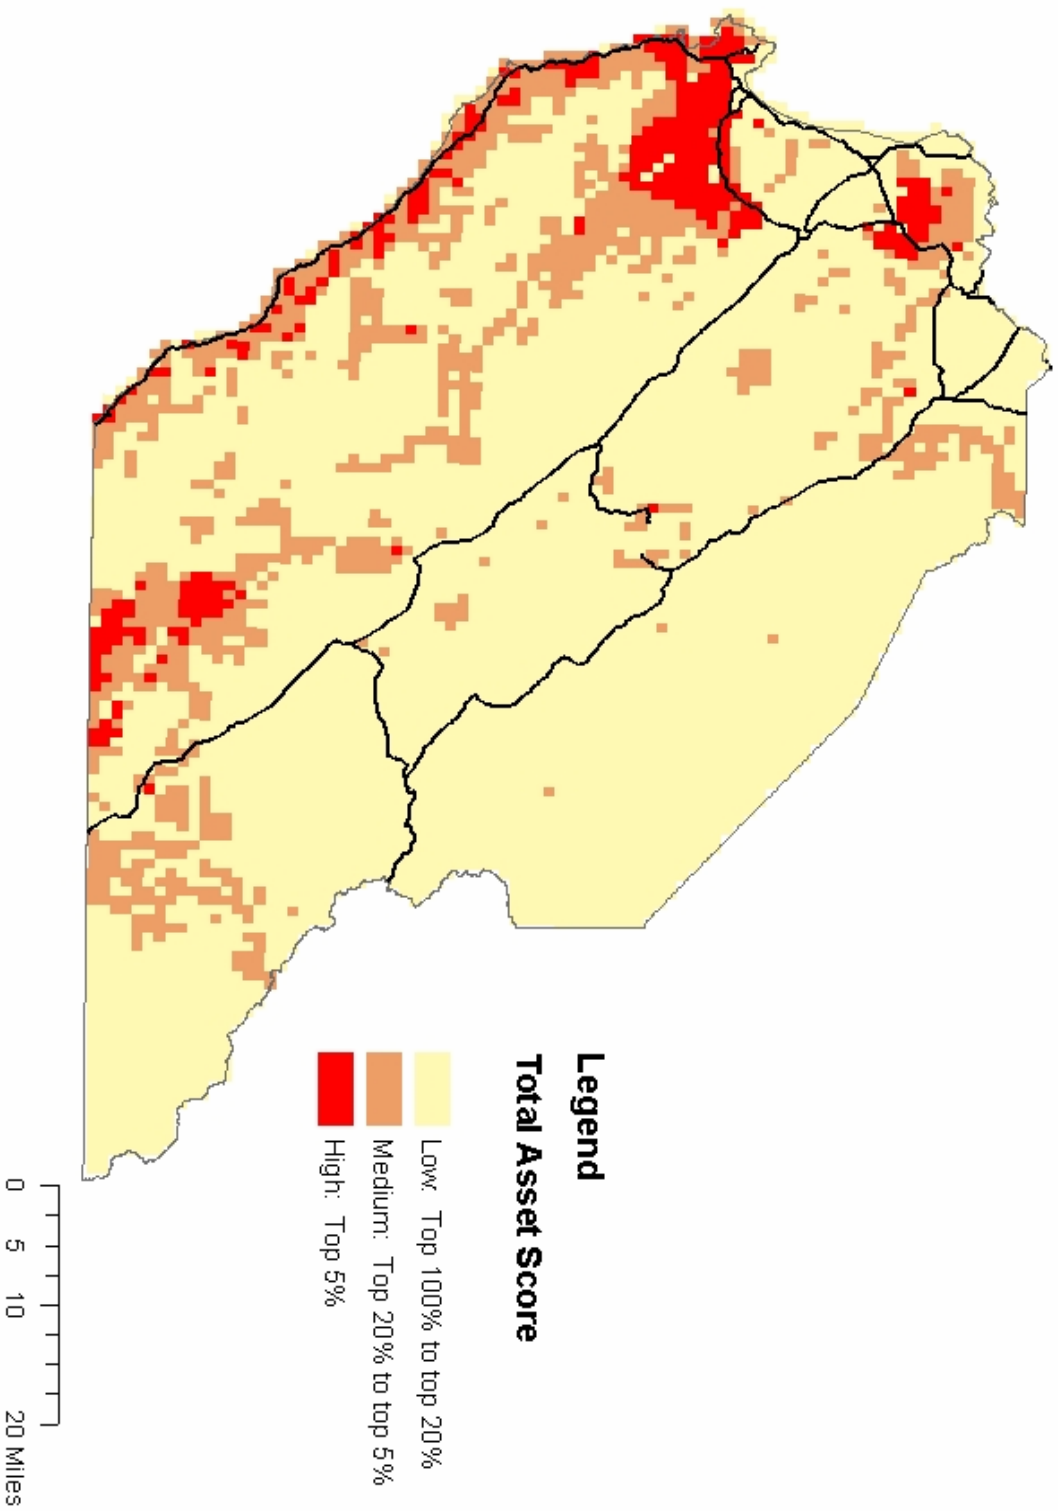 Legend
Total Asset Score
Low: Top 100% to top 20%
Medium: Top 20% to top 5%
High: Top 5%
0 5 10 20 Miles